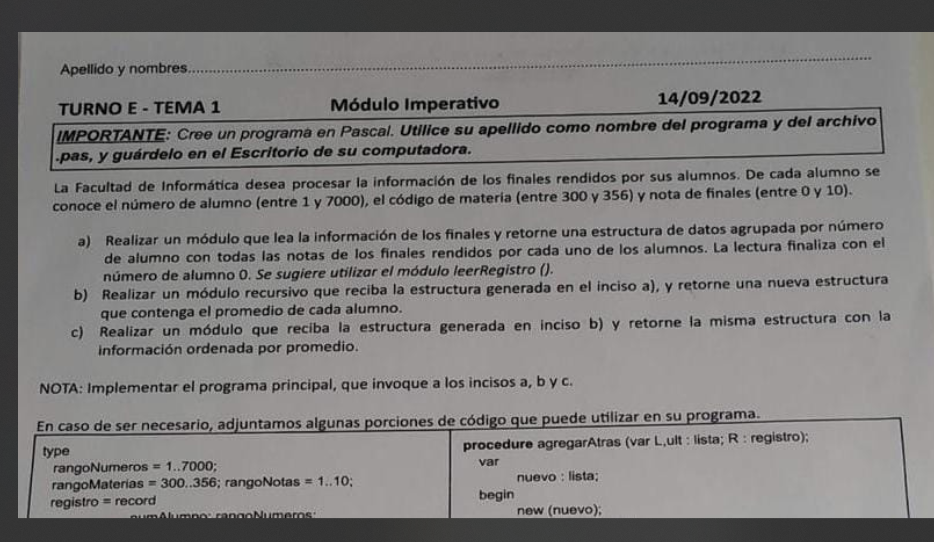 Apellido y nombres..........................................................................................................
TURNO E - TEMA 1 Módulo Imperativo 14/09/2022
IMPORTANTE: Cree un programa en Pascal. Utilice su apellido como nombre del programa y del archivo
.pas, y guárdelo en el Escritorio de su computadora.
La Facultad de Informática desea procesar la información de los finales rendidos por sus alumnos. De cada alumno se
conoce el número de alumno (entre 1 y 7000), el código de materia (entre 300 y 356) y nota de finales (entre 0 y 10).
a) Realizar un módulo que lea la información de los finales y retorne una estructura de datos agrupada por número
de alumno con todas las notas de los finales rendidos por cada uno de los alumnos. La lectura finaliza con el
número de alumno 0. Se sugiere utilizar el módulo leerRegistro ().
b) Realizar un módulo recursivo que reciba la estructura generada en el inciso a), y retorne una nueva estructura
que contenga el promedio de cada alumno.
c) Realizar un módulo que reciba la estructura generada en inciso b) y retorne la misma estructura con la
información ordenada por promedio.
NOTA: Implementar el programa principal, que invoque a los incisos a, b y c.
En caso de ser necesario, adjuntamos algunas porciones de código que puede utilizar en su programa.
type
rangoNumeros = 1..7000;
rangoMaterias = 300..356; rangoNotas = 1..10;
registro = record
numAlumno: rangoNumeros;
procedure agregarAtras (var L,ult : lista; R : registro);
var
nuevo : lista;
begin
new (nuevo);